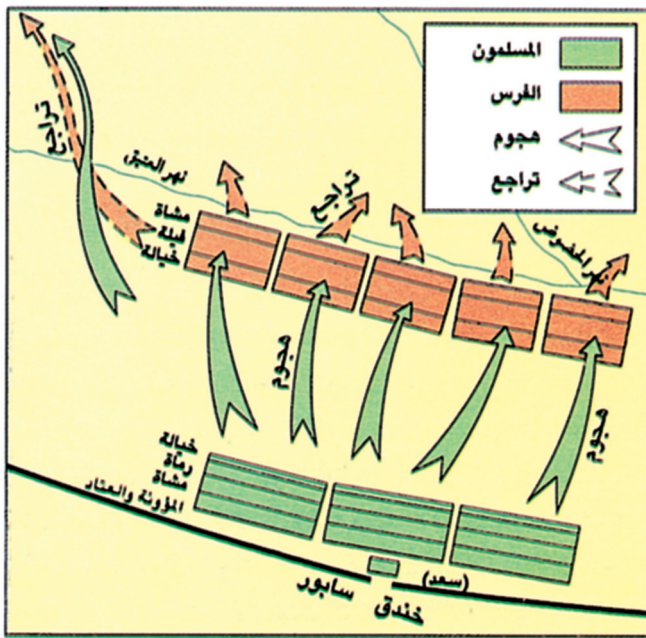 المسلمون
الفرس
هجوم
تراجع
تراجع
نهر العتيق
تراجع
مشاة
فيلة
خيالة
هجوم
هجوم
خيالة
رماة
مشاة
المؤونة والعتاد
(سعد)
خندق سابور